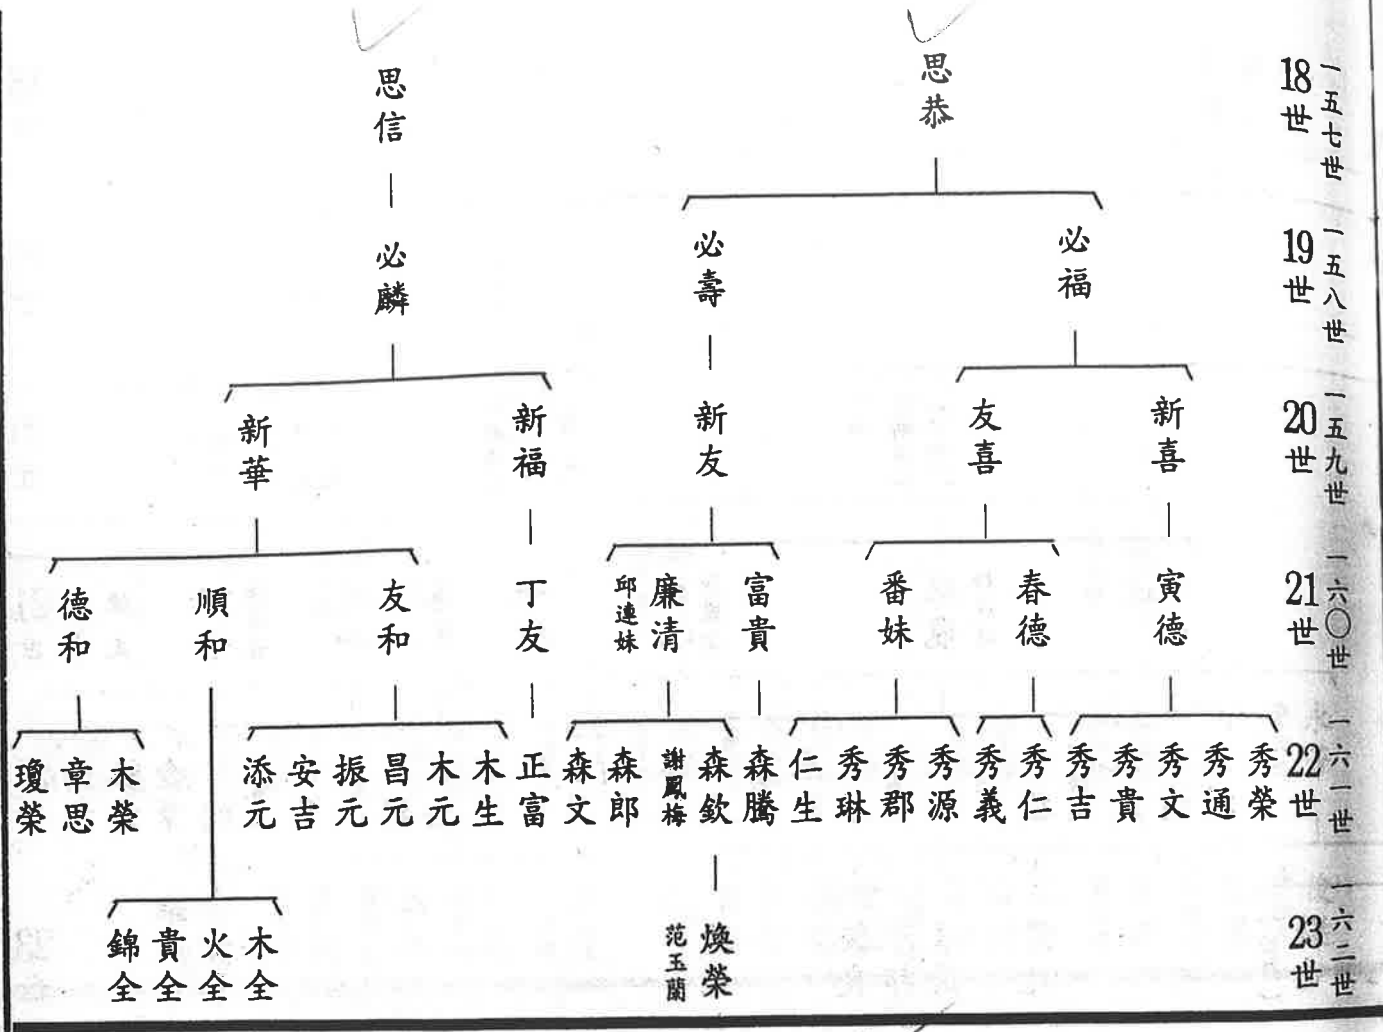 一五七世
18世
思恭
思信
一五八世
19世
必福
必壽
必麟
一五九世
20世
新喜
友喜
新友
新福
新華
一六〇世
21世
寅德
春德
番妹
富貴
廉清
邱連妹
丁友
友和
順和
德和
一六一世
22世
秀榮
秀通
秀文
秀貴
秀吉
秀仁
秀義
秀源
秀郡
秀琳
仁生
森騰
森欽
謝鳳梅
森郎
森文
正富
木生
木元
昌元
振元
安吉
添元
木榮
章思
瓊榮
一六二世
23世
煥榮
范玉蘭
木全
火全
貴全
錦全